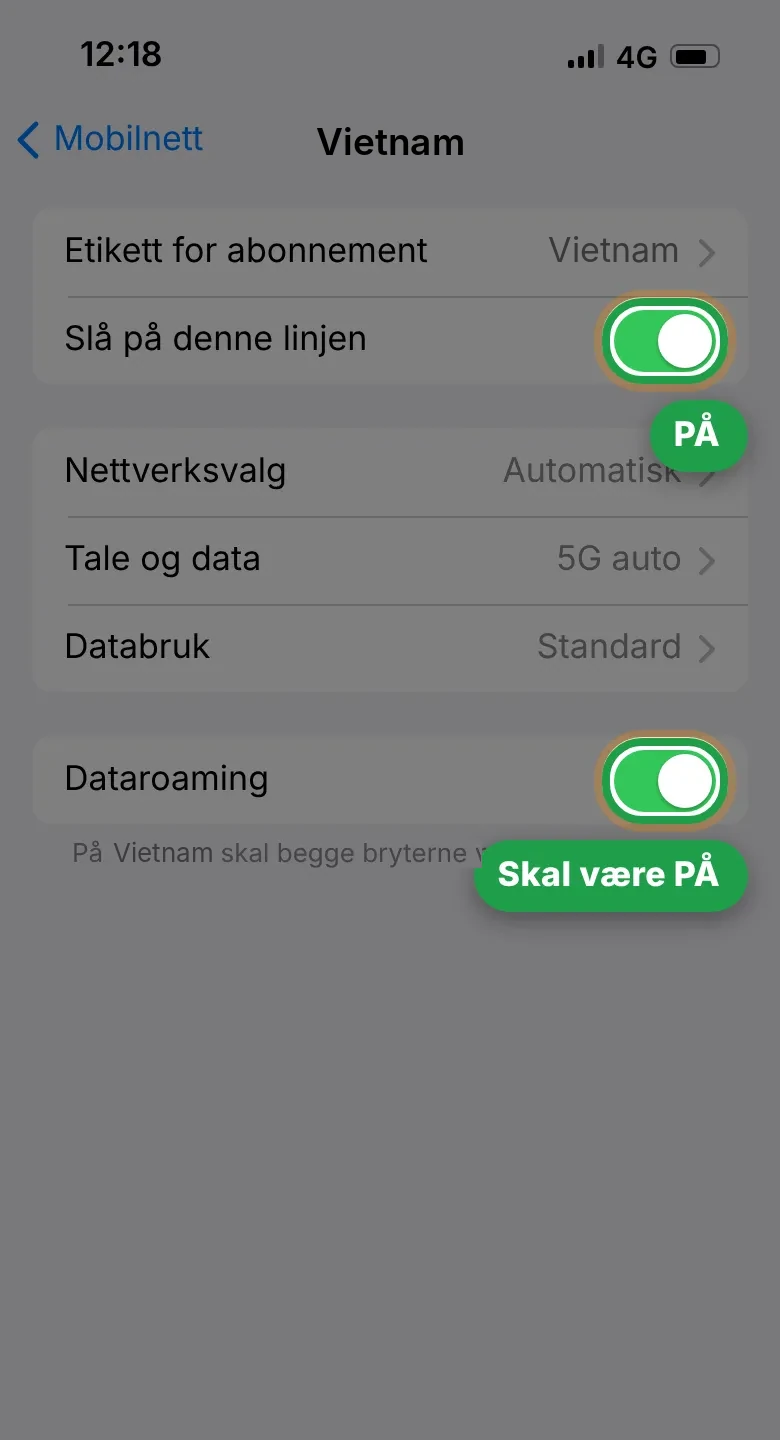 12:18 4G
Mobilnett Vietnam
Etikett for abonnement Vietnam
Slå på denne linjen
PÅ
Nettverksvalg Automatisk
Tale og data 5G auto
Databruk Standard
Dataroaming
På Vietnam skal begge bryterne
Skal være PÅ